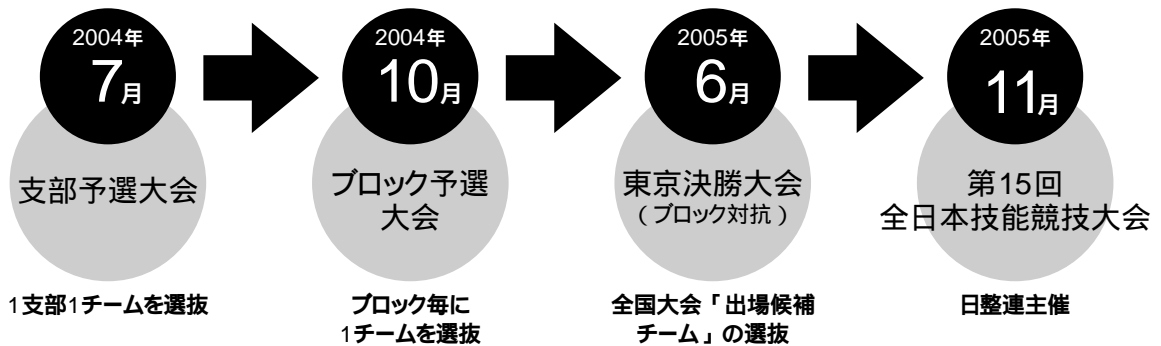 2004年
7月
支部予選大会
1支部1チームを選抜
2004年
10月
ブロック予選
大会
ブロック毎に
1チームを選抜
2005年
6月
東京決勝大会
（ブロック対抗）
全国大会「出場候補
チーム」の選抜
2005年
11月
第15回
全日本技能競技大会
日整連主催